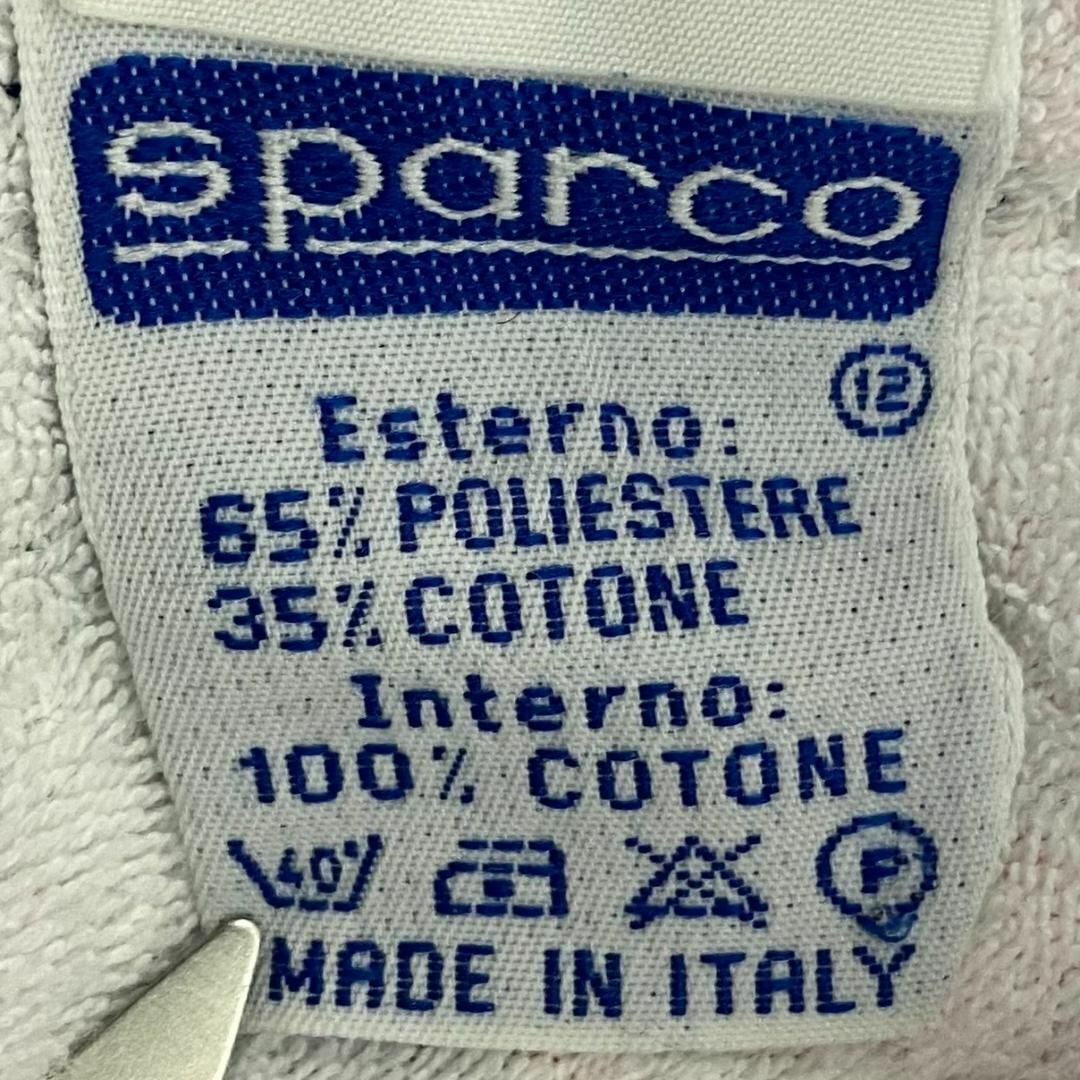 sparco
12
Esterno:
65% POLIESTERE
35% COTONE
Interno:
100% COTONE
40° P
MADE IN ITALY